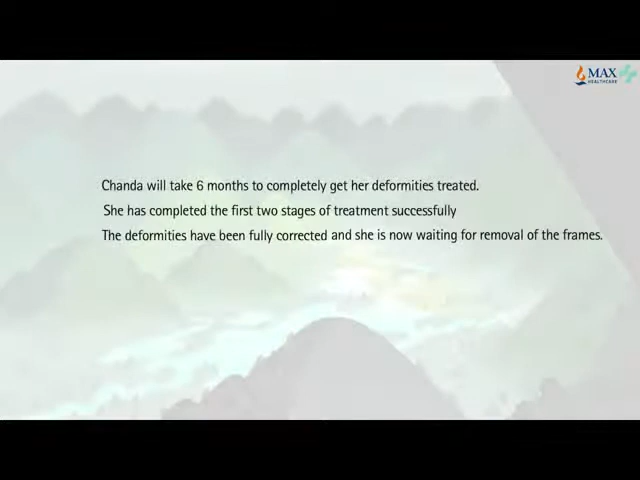 MAX
HEALTHCARE
Chanda will take 6 months to completely get her deformities treated.
She has completed the first two stages of treatment successfully
The deformities have been fully corrected and she is now waiting for removal of the frames.